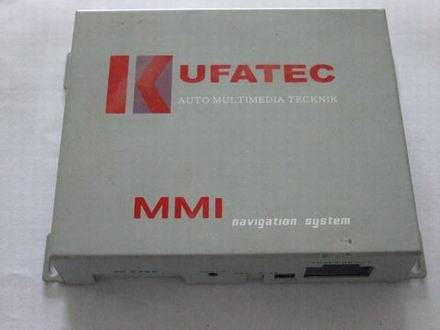 KUFATEC
AUTO MULTIMEDIA TECKNIK
MMI navigation system